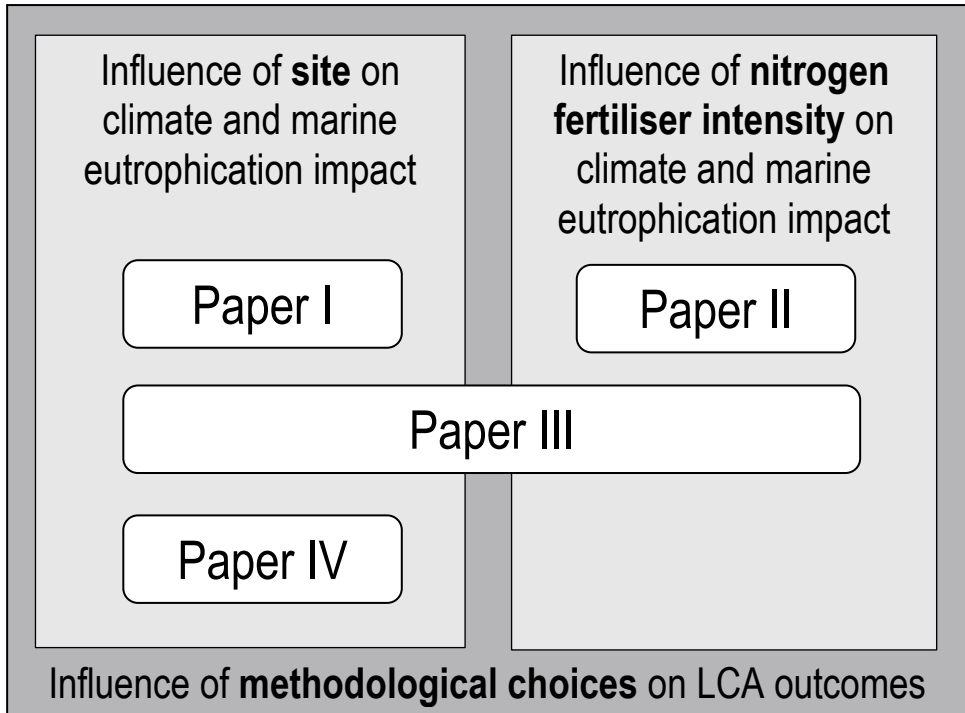 Influence of site on
climate and marine
eutrophication impact
Paper I
Influence of nitrogen
fertiliser intensity on
climate and marine
eutrophication impact
Paper II
Paper III
Paper IV
Influence of methodological choices on LCA outcomes